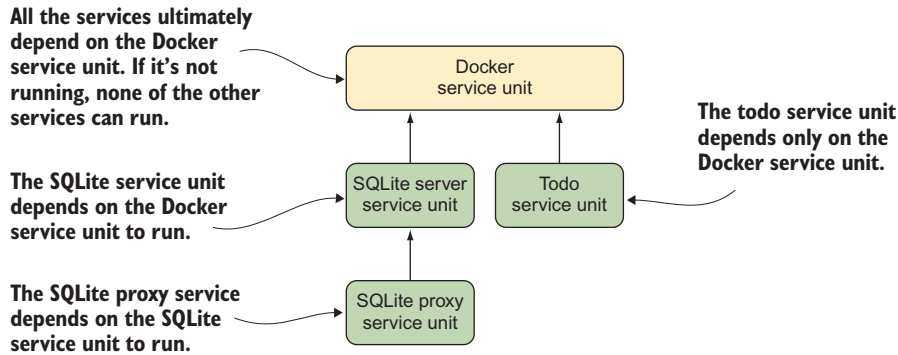 All the services ultimately
depend on the Docker
service unit. If it's not
running, none of the other
services can run.
Docker
service unit
The todo service unit
depends only on the
Docker service unit.
The SQLite service unit
depends on the Docker
service unit to run.
SQLite server
service unit
Todo
service unit
The SQLite proxy service
depends on the SQLite
service unit to run.
SQLite proxy
service unit